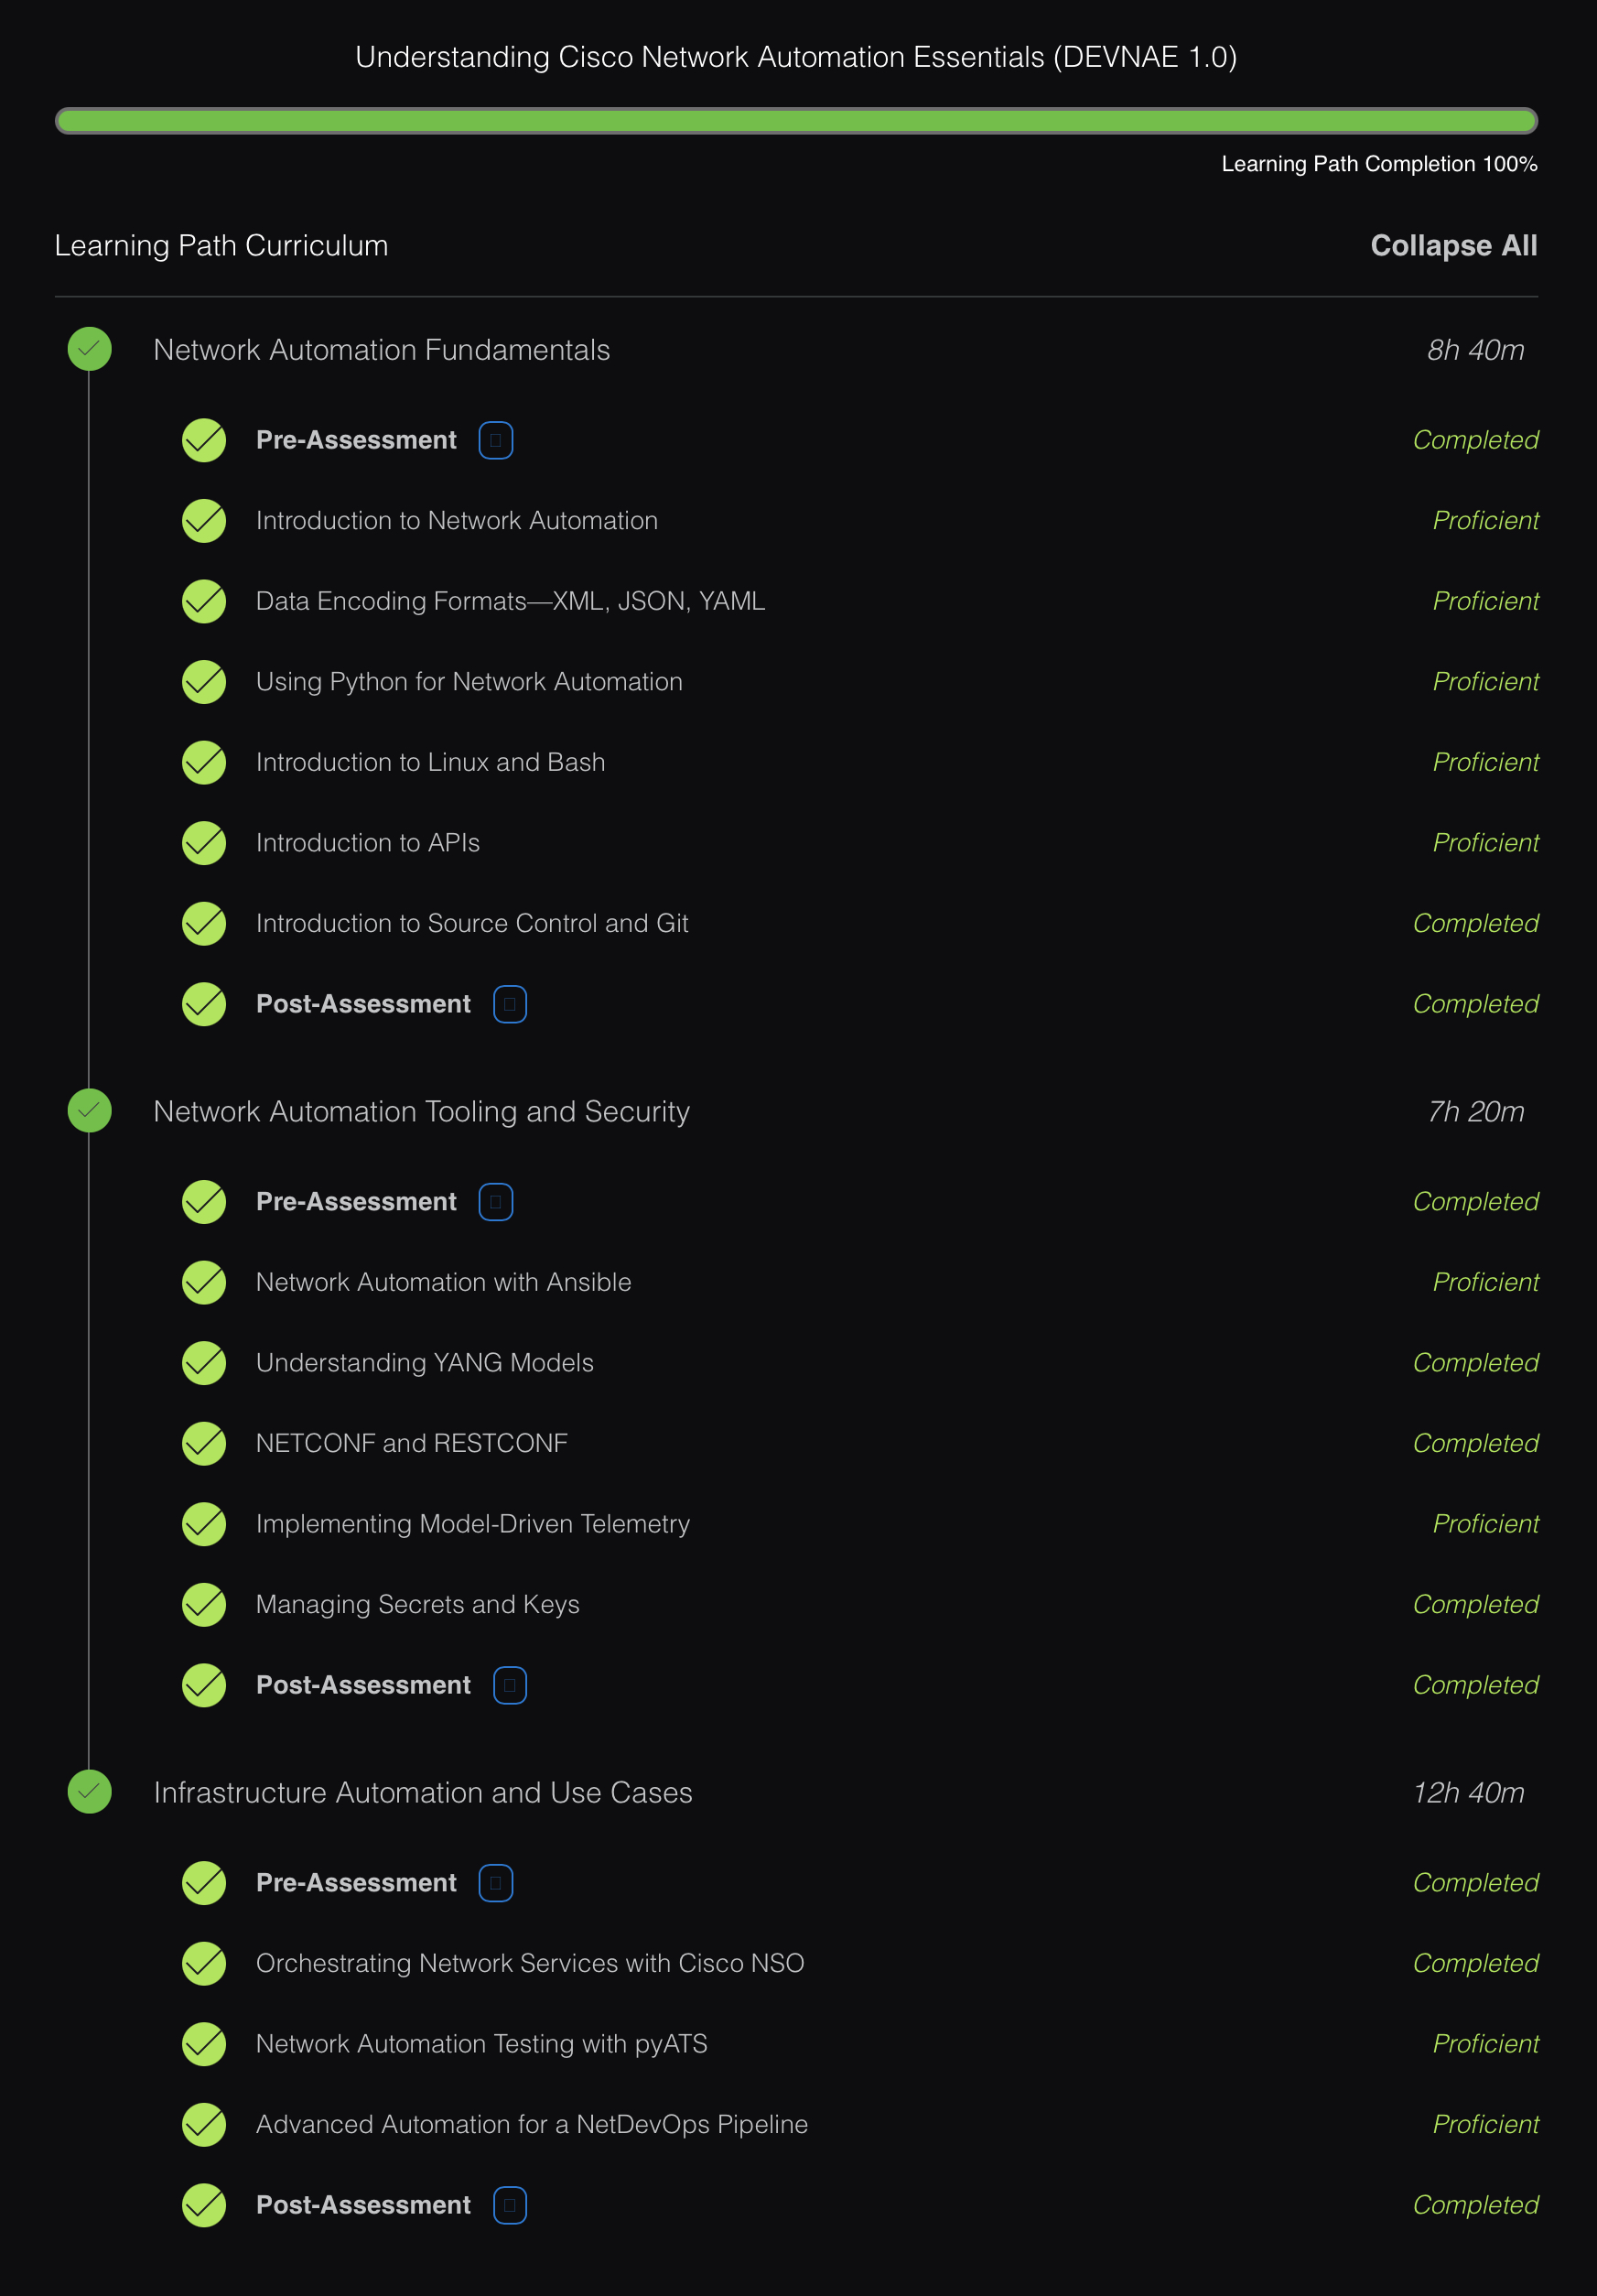 Understanding Cisco Network Automation Essentials (DEVNAE 1.0)
Learning Path Completion 100%
Learning Path Curriculum Collapse All
Network Automation Fundamentals 8h 40m
Pre-Assessment Completed
Introduction to Network Automation Proficient
Data Encoding Formats—XML, JSON, YAML Proficient
Using Python for Network Automation Proficient
Introduction to Linux and Bash Proficient
Introduction to APIs Proficient
Introduction to Source Control and Git Completed
Post-Assessment Completed
Network Automation Tooling and Security 7h 20m
Pre-Assessment Completed
Network Automation with Ansible Proficient
Understanding YANG Models Completed
NETCONF and RESTCONF Completed
Implementing Model-Driven Telemetry Proficient
Managing Secrets and Keys Completed
Post-Assessment Completed
Infrastructure Automation and Use Cases 12h 40m
Pre-Assessment Completed
Orchestrating Network Services with Cisco NSO Completed
Network Automation Testing with pyATS Proficient
Advanced Automation for a NetDevOps Pipeline Proficient
Post-Assessment Completed